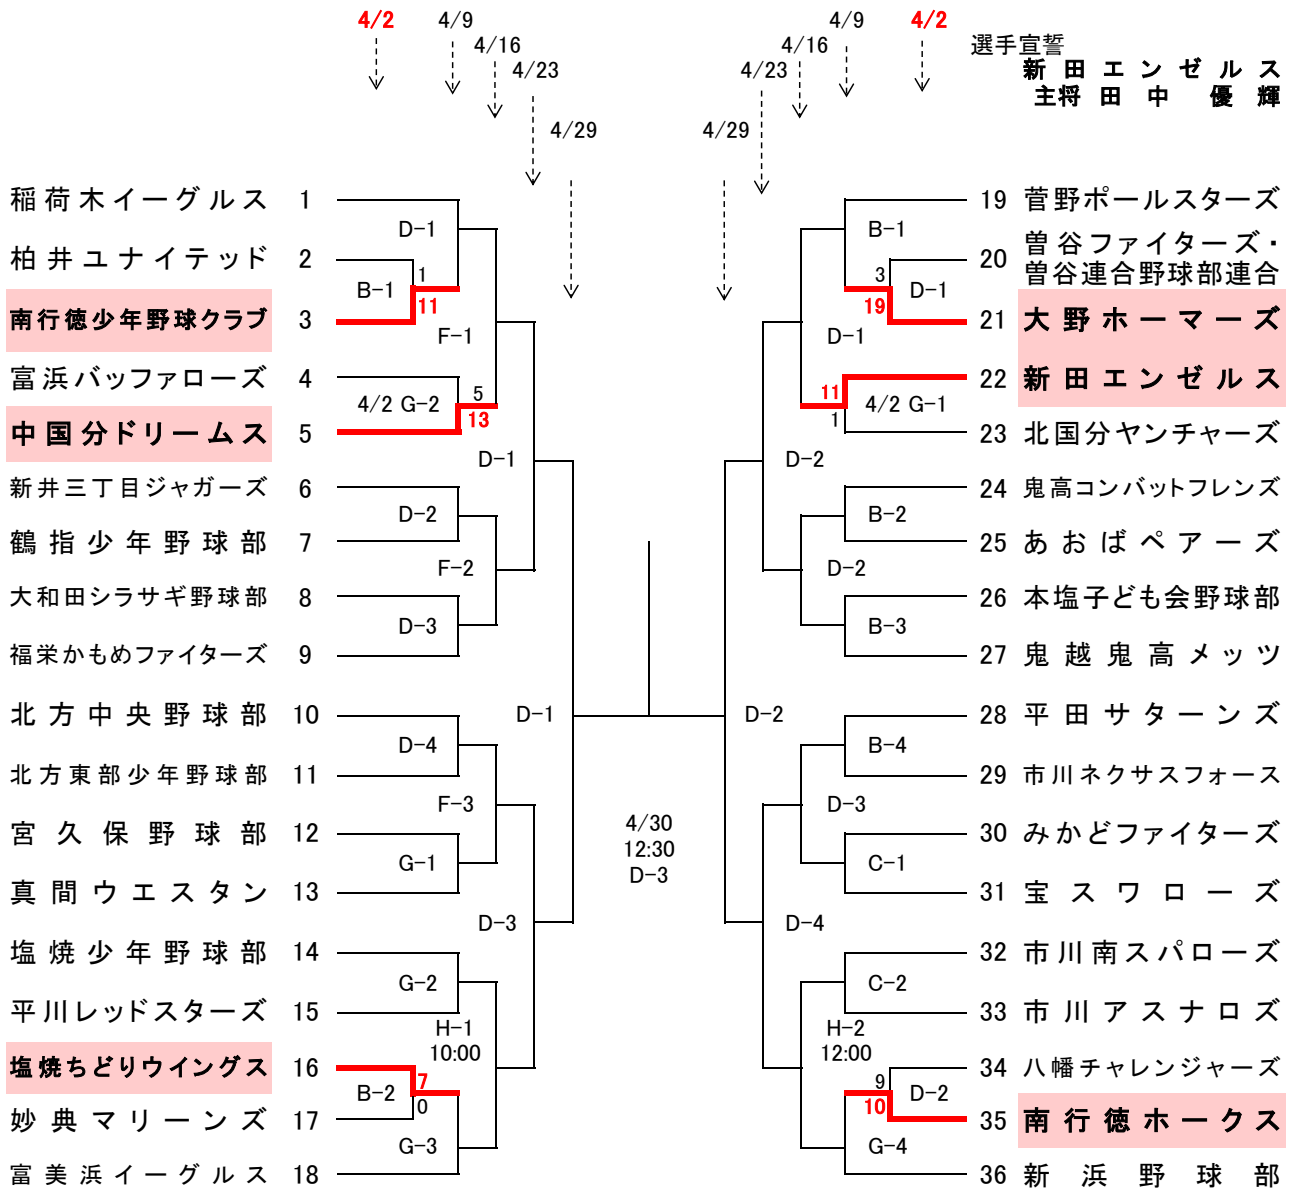 4/2
4/9
4/16
4/23
4/29
4/2
4/9
4/16
4/23
4/29
選手宣誓
新田エンゼルス
主将 田中 優輝
稲荷木イーグルス 1
柏井ユナイテッド 2
南行徳少年野球クラブ 3
富浜バッファローズ 4
中国分ドリームス 5
新井三丁目ジャガーズ 6
鶴指少年野球部 7
大和田シラサギ野球部 8
福栄かもめファイターズ 9
北方中央野球部 10
北方東部少年野球部 11
宮久保野球部 12
真間ウエスタン 13
塩焼少年野球部 14
平川レッドスターズ 15
塩焼ちどりウイングス 16
妙典マリーンズ 17
富美浜イーグルス 18
D-1
B-1
1
11
F-1
4/2 G-2
5
13
D-1
D-2
F-2
D-3
D-1
D-4
F-3
G-1
D-3
G-2
H-1
10:00
B-2
7
0
G-3
4/30
12:30
D-3
B-1
3
19
D-1
D-1
11
1
4/2 G-1
D-2
B-2
D-2
B-3
D-2
B-4
D-3
C-1
D-4
C-2
H-2
12:00
9
10
D-2
G-4
19 菅野ポールスターズ
20 曽谷ファイターズ・
曽谷連合野球部連合
21 大野ホーマーズ
22 新田エンゼルス
23 北国分ヤンチャーズ
24 鬼高コンバットフレンズ
25 あおばペアーズ
26 本塩子ども会野球部
27 鬼越鬼高メッツ
28 平田サターンズ
29 市川ネクサスフォース
30 みかどファイターズ
31 宝スワローズ
32 市川南スパローズ
33 市川アスナロズ
34 八幡チャレンジャーズ
35 南行徳ホークス
36 新浜野球部